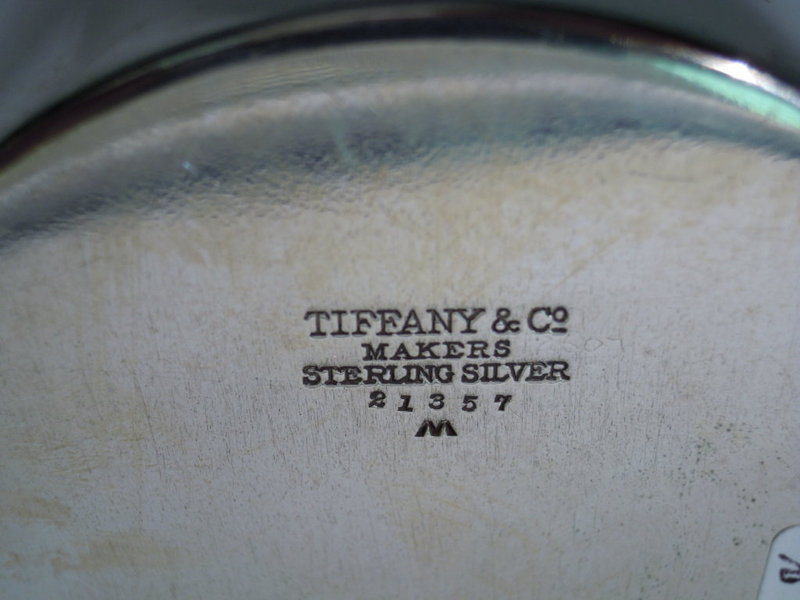 TIFFANY & Cº
MAKERS
STERLING SILVER
21357
M